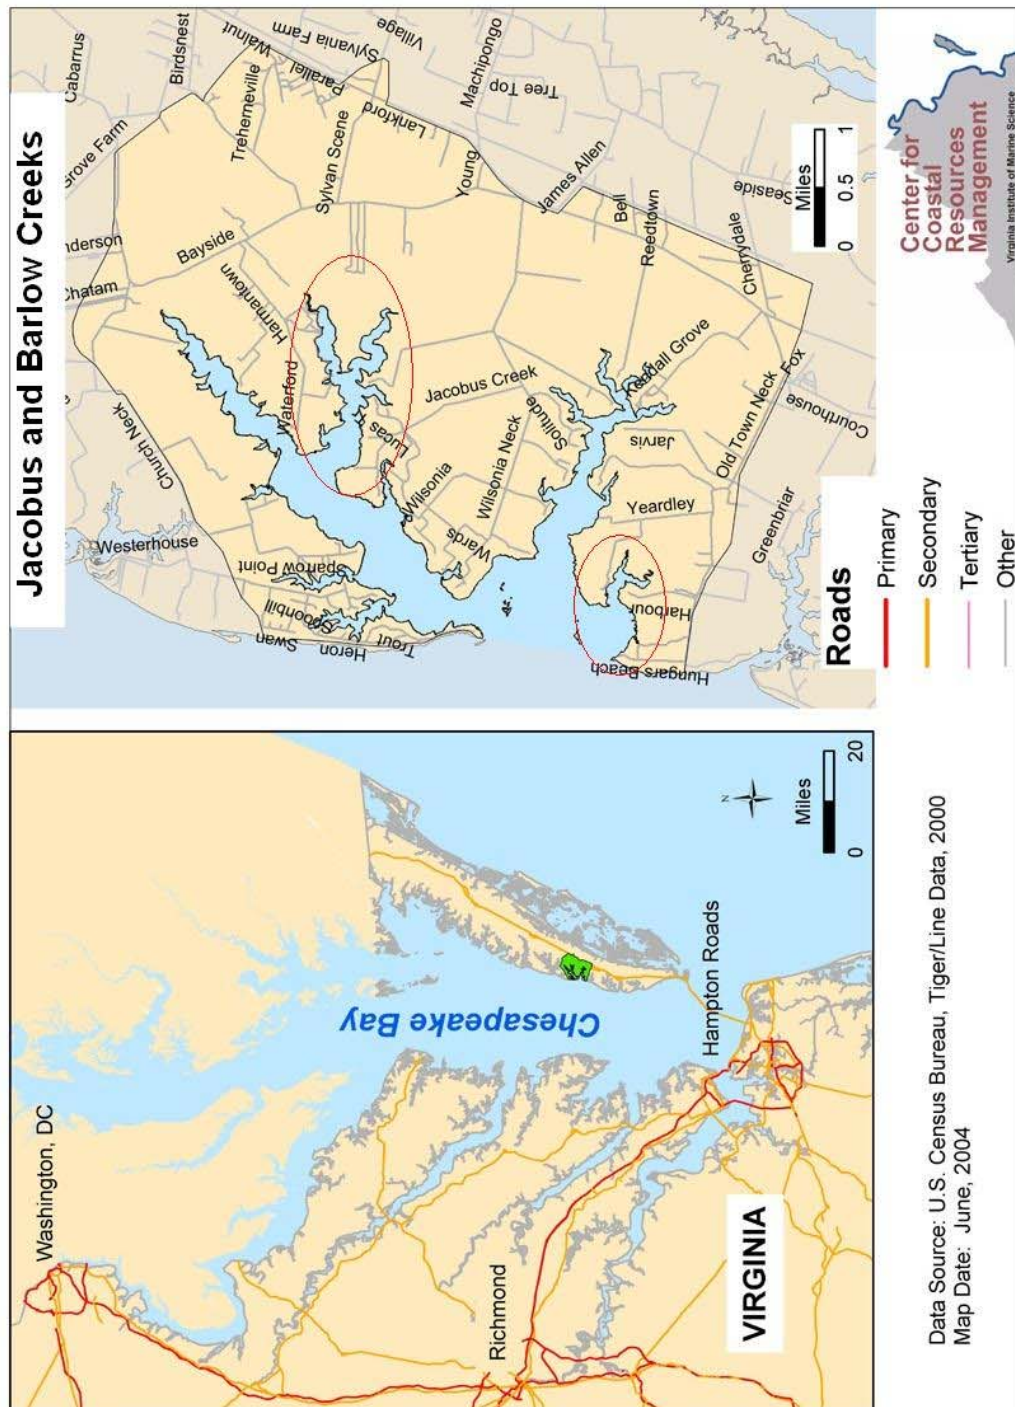 Jacobus and Barlow Creeks
Cabarrus
Birdsnest
Village
Sylvania Farm
Walnut
Parallel
Machipongo
Tree Top
Grove Farm
Treherneville
Lankford
Sylvan Scene
Young
James Allen
Seaside
nderson
Chatam
Bayside
Harmantown
Bell
Reedtown
Cherrydale
Church Neck
Waterford
Lucas
Jacobus Creek
Kendall Grove
Fox
Courthouse
Solitude
Jarvis
Old Town Neck
Westerhouse
Wilsonia
Wilsonia Neck
Wards
Yeardley
Greenbriar
Sparrow Point
Spoonbill
Swan
Heron
Trout
Harbour
Hungars Beach
Miles
0 0.5 1
Center for
Coastal
Resources
Management
Virginia Institute of Marine Science
Roads
Primary
Secondary
Tertiary
Other
Washington, DC
Chesapeake Bay
Hampton Roads
Richmond
VIRGINIA
N
Miles
0 20
Data Source: U.S. Census Bureau, Tiger/Line Data, 2000
Map Date: June, 2004